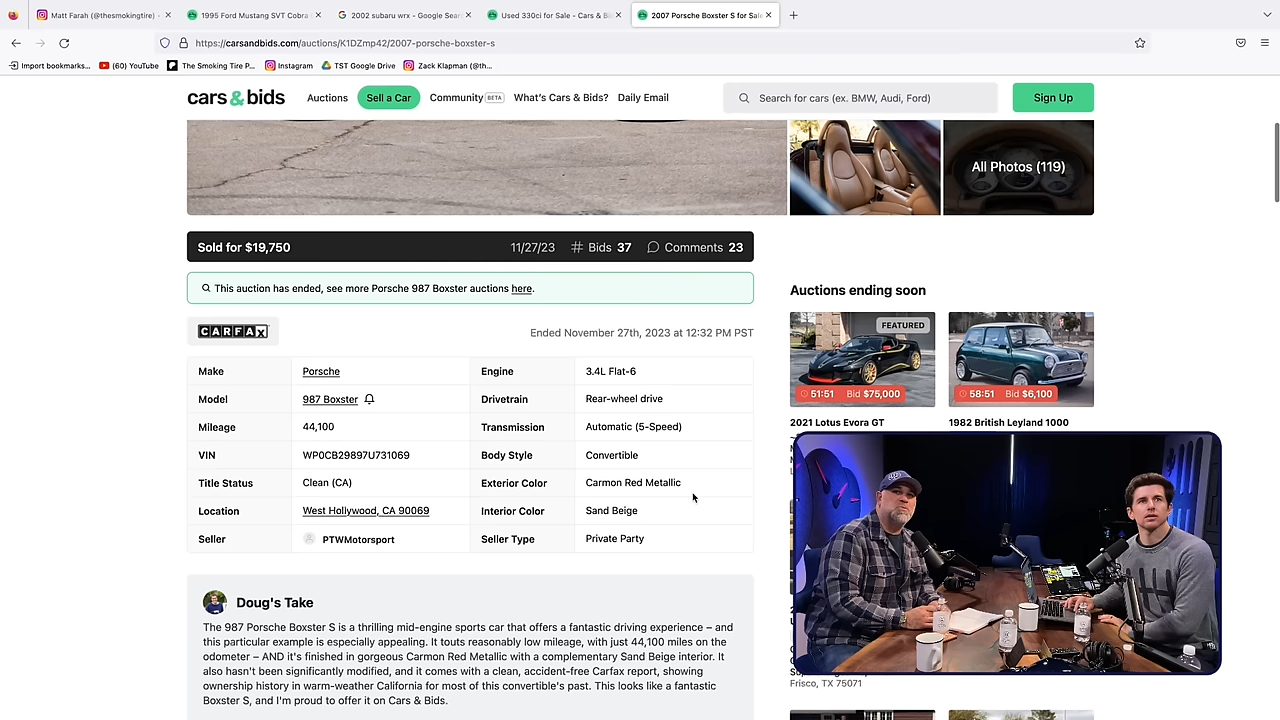 Matt Farah (@thesmokingtire) -
1995 Ford Mustang SVT Cobra
2002 subaru wrx - Google Sear
Used 330ci for Sale - Cars & Bi
2007 Porsche Boxster S for Sale
https://carsandbids.com/auctions/K1DZmp42/2007-porsche-boxster-s
Import bookmarks...
(60) YouTube
The Smoking Tire P...
Instagram
TST Google Drive
Zack Klapman (@th...
cars&bids
Auctions
Sell a Car
Community BETA
What's Cars & Bids?
Daily Email
Search for cars (ex. BMW, Audi, Ford)
Sign Up
All Photos (119)
Sold for $19,750
11/27/23 # Bids 37 Comments 23
This auction has ended, see more Porsche 987 Boxster auctions here.
CARFAX
Ended November 27th, 2023 at 12:32 PM PST
Make Porsche Engine 3.4L Flat-6
Model 987 Boxster Drivetrain Rear-wheel drive
Mileage 44,100 Transmission Automatic (5-Speed)
VIN WP0CB29897U731069 Body Style Convertible
Title Status Clean (CA) Exterior Color Carmon Red Metallic
Location West Hollywood, CA 90069 Interior Color Sand Beige
Seller PTWMotorsport Seller Type Private Party
Doug's Take
The 987 Porsche Boxster S is a thrilling mid-engine sports car that offers a fantastic driving experience – and
this particular example is especially appealing. It touts reasonably low mileage, with just 44,100 miles on the
odometer – AND it's finished in gorgeous Carmon Red Metallic with a complementary Sand Beige interior. It
also hasn't been significantly modified, and it comes with a clean, accident-free Carfax report, showing
ownership history in warm-weather California for most of this convertible's past. This looks like a fantastic
Boxster S, and I'm proud to offer it on Cars & Bids.
Auctions ending soon
FEATURED
51:51 Bid $75,000
58:51 Bid $6,100
2021 Lotus Evora GT
1982 British Leyland 1000
Frisco, TX 75071